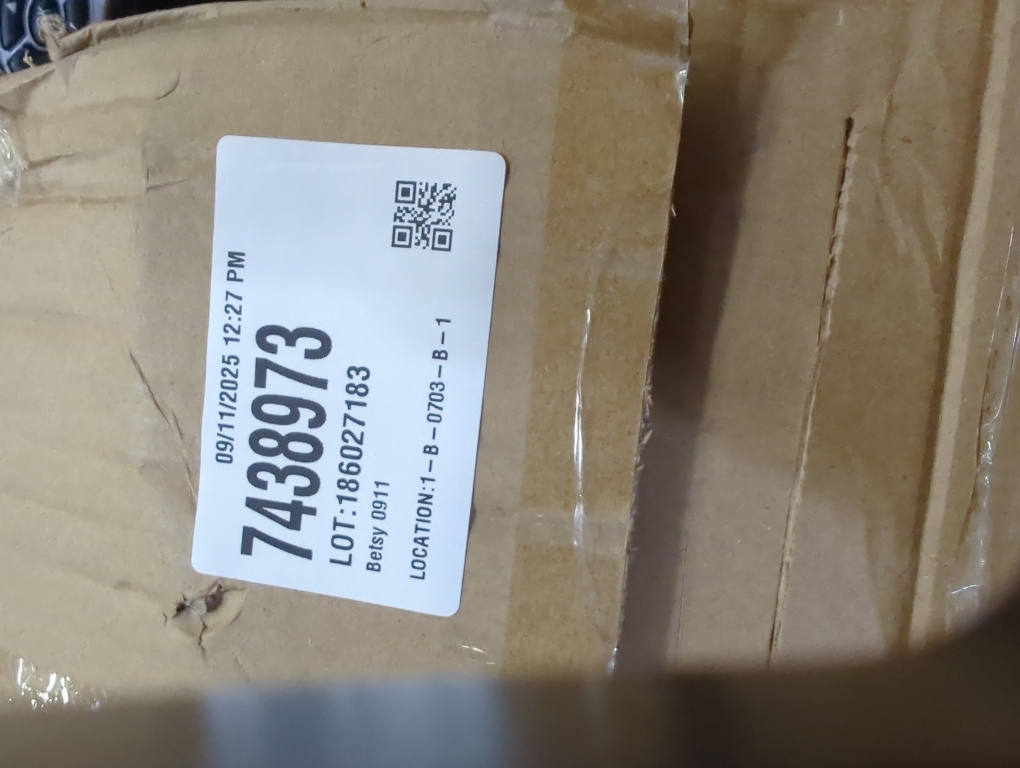 09/11/2025 12:27 PM
7438973
LOT:186027183
Betsy 0911
LOCATION:1-B-0703-B-1